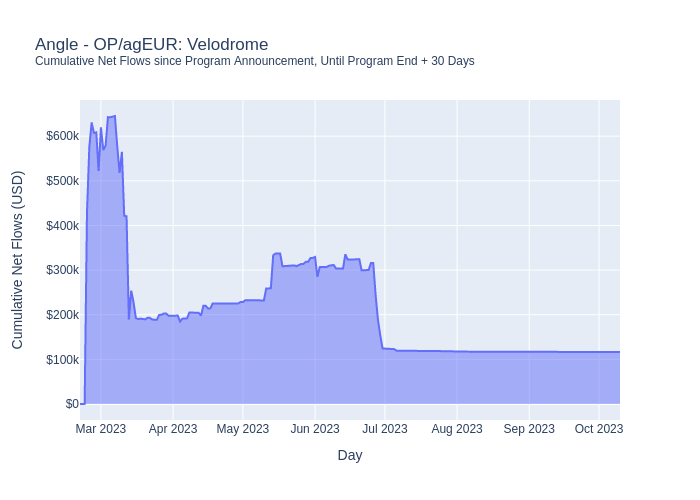 Angle - OP/agEUR: Velodrome
Cumulative Net Flows since Program Announcement, Until Program End + 30 Days
Cumulative Net Flows (USD)
$600k
$500k
$400k
$300k
$200k
$100k
$0
Mar 2023 Apr 2023 May 2023 Jun 2023 Jul 2023 Aug 2023 Sep 2023 Oct 2023
Day